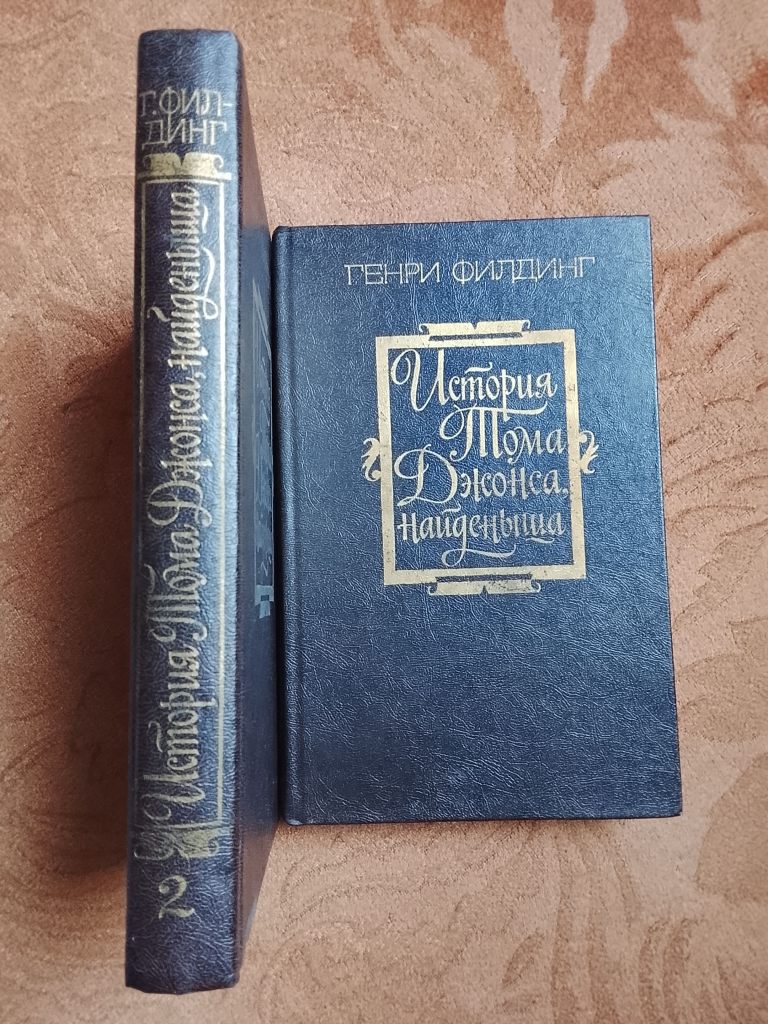 Г. ФИЛ-
ДИНГ
История Тома Джонса, найденыша
2
ГЕНРИ ФИЛДИНГ
История
Тома
Джонса,
найденыша